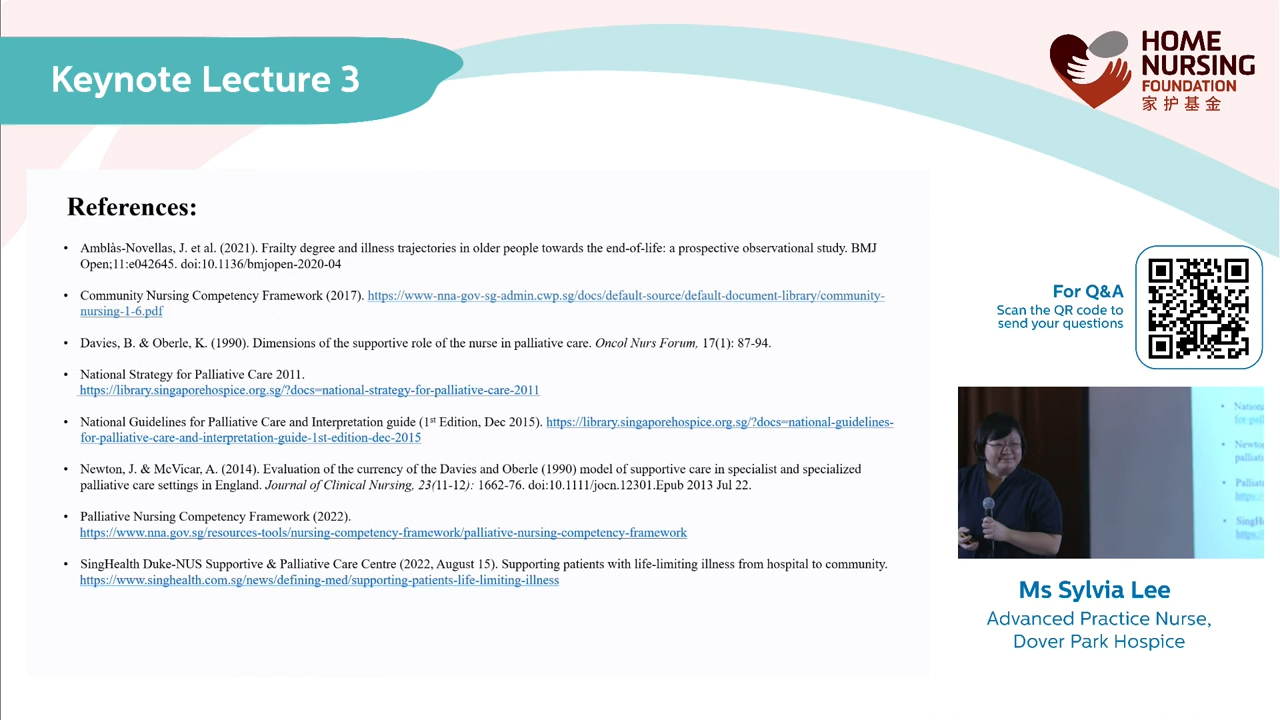 Keynote Lecture 3
HOME
NURSING
FOUNDATION
家护基金
References:
• Amblàs-Novellas, J. et al. (2021). Frailty degree and illness trajectories in older people towards the end-of-life: a prospective observational study. BMJ
Open;11:e042645. doi:10.1136/bmjopen-2020-04
• Community Nursing Competency Framework (2017). https://www-nna-gov-sg-admin.cwp.sg/docs/default-source/default-document-library/community-
nursing-1-6.pdf
• Davies, B. & Oberle, K. (1990). Dimensions of the supportive role of the nurse in palliative care. Oncol Nurs Forum, 17(1): 87-94.
• National Strategy for Palliative Care 2011.
https://library.singaporehospice.org.sg/?docs=national-strategy-for-palliative-care-2011
• National Guidelines for Palliative Care and Interpretation guide (1st Edition, Dec 2015). https://library.singaporehospice.org.sg/?docs=national-guidelines-
for-palliative-care-and-interpretation-guide-1st-edition-dec-2015
• Newton, J. & McVicar, A. (2014). Evaluation of the currency of the Davies and Oberle (1990) model of supportive care in specialist and specialized
palliative care settings in England. Journal of Clinical Nursing, 23(11-12): 1662-76. doi:10.1111/jocn.12301.Epub 2013 Jul 22.
• Palliative Nursing Competency Framework (2022).
https://www.nna.gov.sg/resources-tools/nursing-competency-framework/palliative-nursing-competency-framework
• SingHealth Duke-NUS Supportive & Palliative Care Centre (2022, August 15). Supporting patients with life-limiting illness from hospital to community.
https://www.singhealth.com.sg/news/defining-med/supporting-patients-life-limiting-illness
For Q&A
Scan the QR code to
send your questions
Ms Sylvia Lee
Advanced Practice Nurse,
Dover Park Hospice